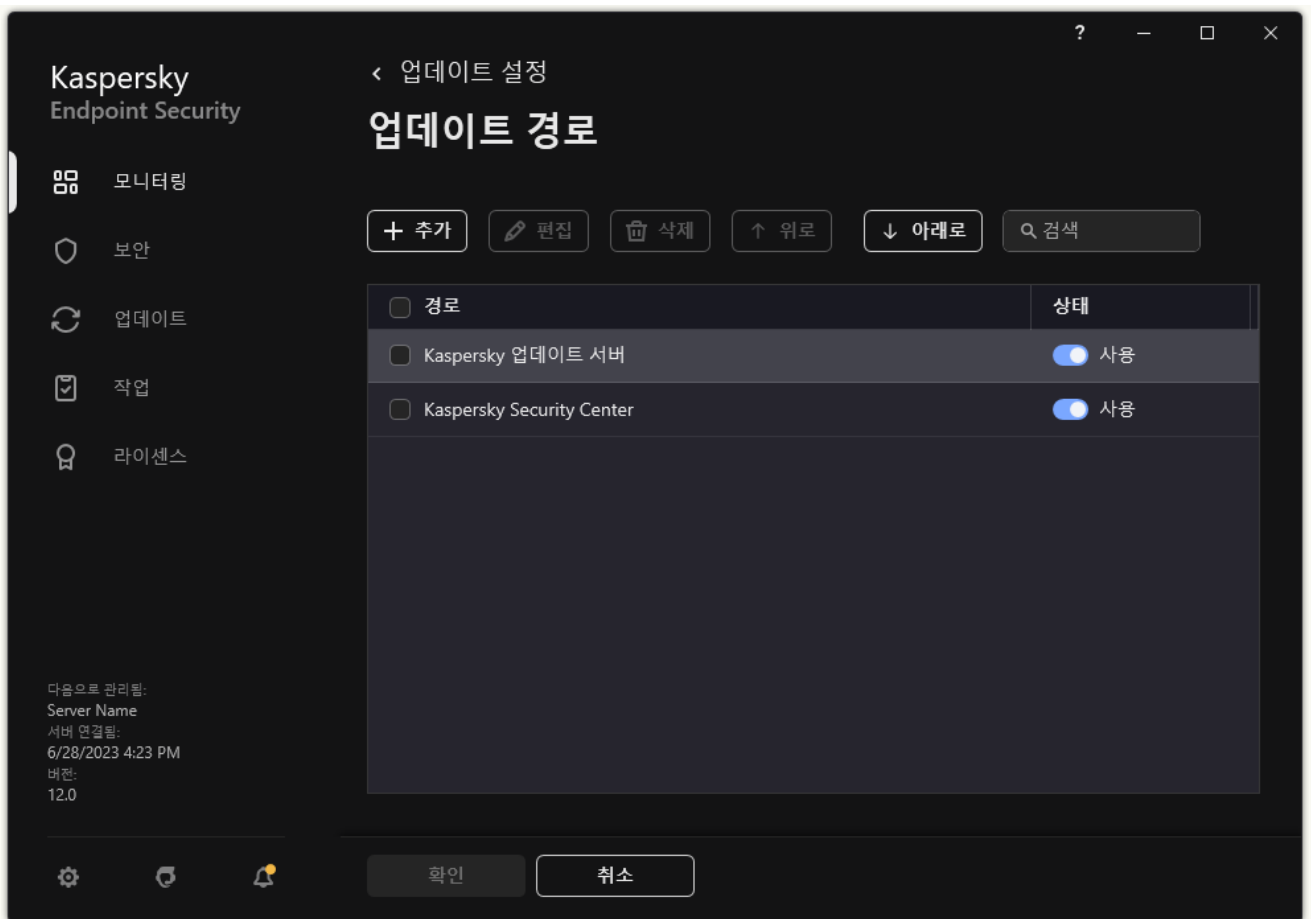 ?
Kaspersky
Endpoint Security
업데이트 설정
업데이트 경로
모니터링
보안
업데이트
작업
라이센스
추가 편집 삭제 위로 아래로 검색
경로 상태
Kaspersky 업데이트 서버 사용
Kaspersky Security Center 사용
다음으로 관리됨:
Server Name
서버 연결됨:
6/28/2023 4:23 PM
버전:
12.0
확인 취소